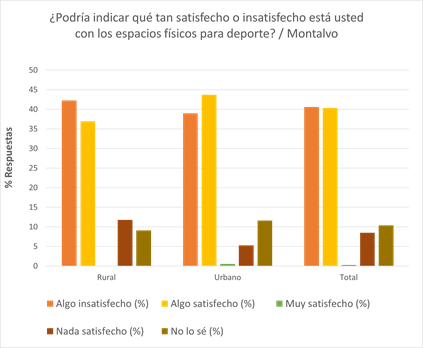 ¿Podría indicar qué tan satisfecho o insatisfecho está usted
con los espacios físicos para deporte? / Montalvo
50
45
40
35
30
25
20
15
10
5
0
% Respuestas
Rural Urbano Total
Algo insatisfecho (%) Algo satisfecho (%) Muy satisfecho (%)
Nada satisfecho (%) No lo sé (%)